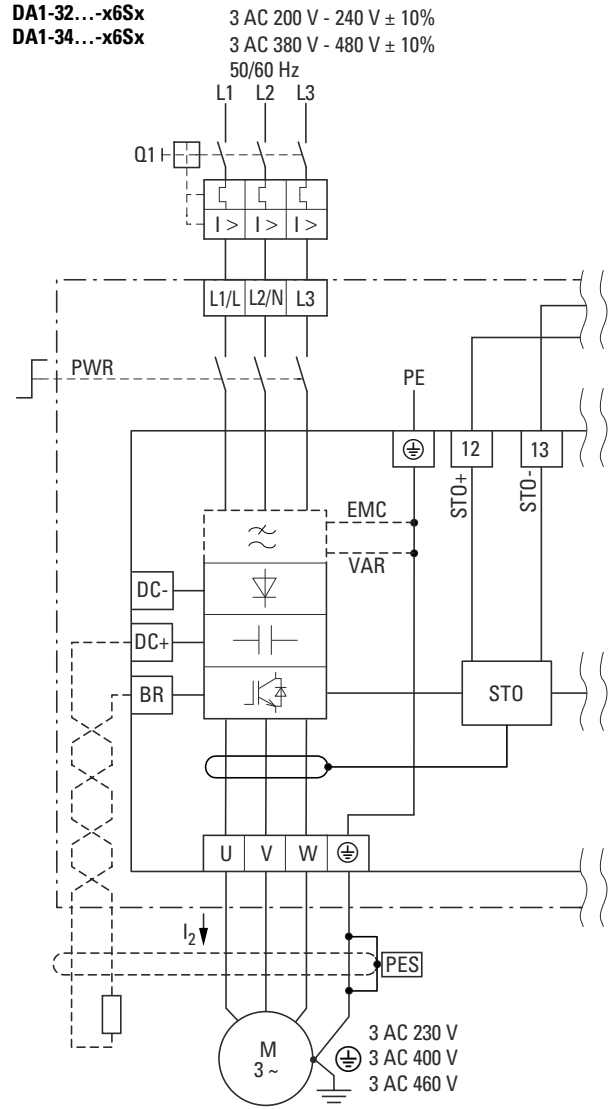 DA1-32...-x6Sx 3 AC 200 V - 240 V ± 10%
DA1-34...-x6Sx 3 AC 380 V - 480 V ± 10%
50/60 Hz
L1 L2 L3
Q1
I > I > I >
L1/L L2/N L3
PWR
PE
12 13
STO+ STO-
EMC
VAR
DC-
DC+
BR
STO
U V W
I2
PES
M
3 ~
3 AC 230 V
3 AC 400 V
3 AC 460 V